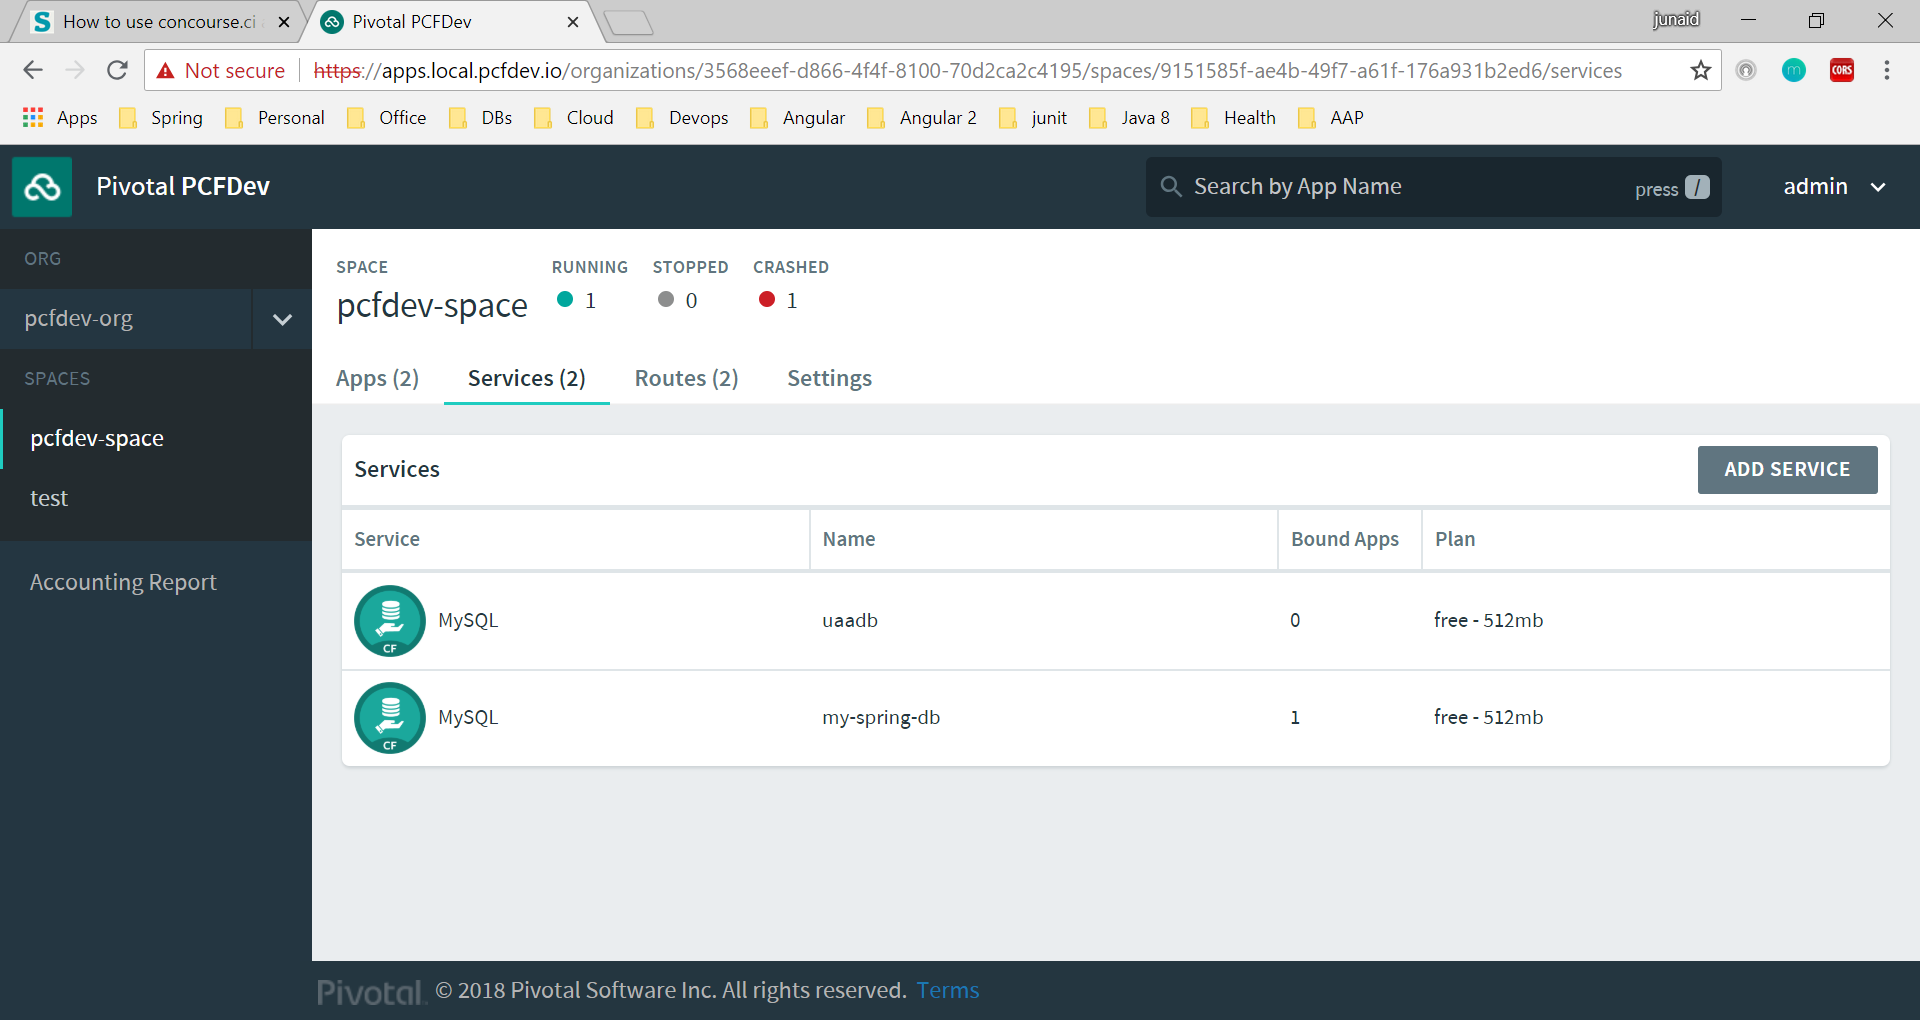 How to use concourse.ci
Pivotal PCFDev
junaid
Not secure
https://apps.local.pcfdev.io/organizations/3568eeef-d866-4f4f-8100-70d2ca2c4195/spaces/9151585f-ae4b-49f7-a61f-176a931b2ed6/services
m
CORS
Apps Spring Personal Office DBs Cloud Devops Angular Angular 2 junit Java 8 Health AAP
Pivotal PCFDev
Search by App Name
press /
admin
ORG
pcfdev-org
SPACES
pcfdev-space
test
Accounting Report
SPACE RUNNING STOPPED CRASHED
pcfdev-space 1 0 1
Apps (2) Services (2) Routes (2) Settings
Services
ADD SERVICE
Service Name Bound Apps Plan
CF MySQL uaadb 0 free - 512mb
CF MySQL my-spring-db 1 free - 512mb
Pivotal © 2018 Pivotal Software Inc. All rights reserved. Terms